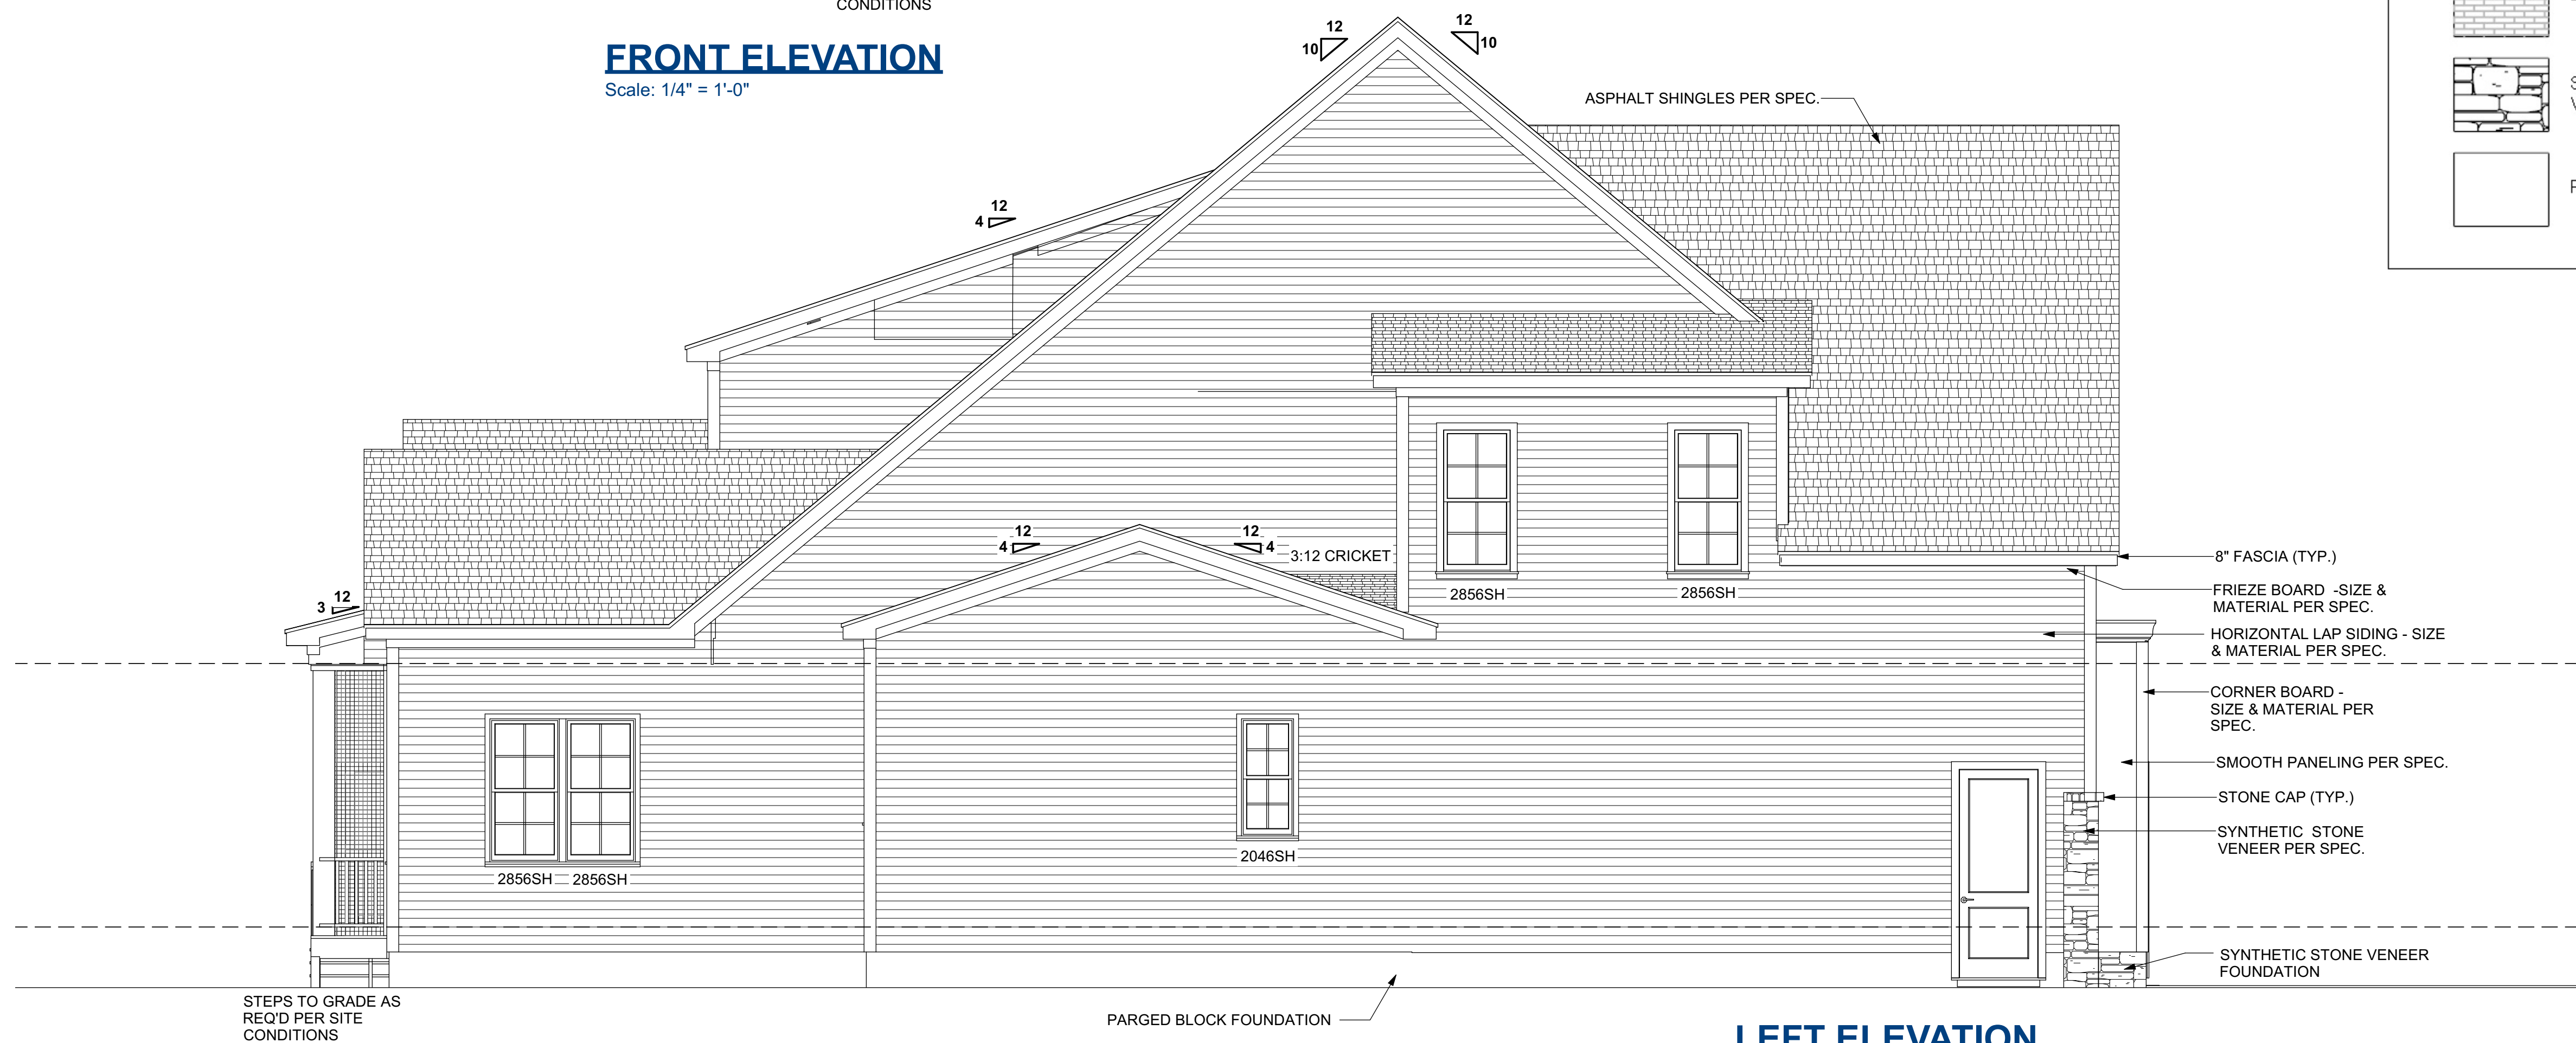 CONDITIONS
FRONT ELEVATION
Scale: 1/4" = 1'-0"
12
10
12
10
ASPHALT SHINGLES PER SPEC.
12
4
12
4
12
4
3:12 CRICKET
2856SH
2856SH
12
3
8" FASCIA (TYP.)
FRIEZE BOARD -SIZE &
MATERIAL PER SPEC.
HORIZONTAL LAP SIDING - SIZE
& MATERIAL PER SPEC.
CORNER BOARD -
SIZE & MATERIAL PER
SPEC.
SMOOTH PANELING PER SPEC.
STONE CAP (TYP.)
SYNTHETIC STONE
VENEER PER SPEC.
2046SH
2856SH
2856SH
SYNTHETIC STONE VENEER
FOUNDATION
STEPS TO GRADE AS
REQ'D PER SITE
CONDITIONS
PARGED BLOCK FOUNDATION
LEFT ELEVATION